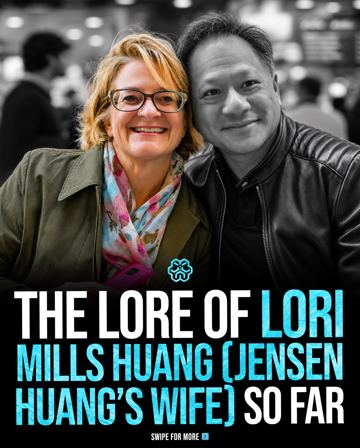 THE LORE OF LORI
MILLS HUANG (JENSEN
HUANG'S WIFE) SO FAR
SWIPE FOR MORE